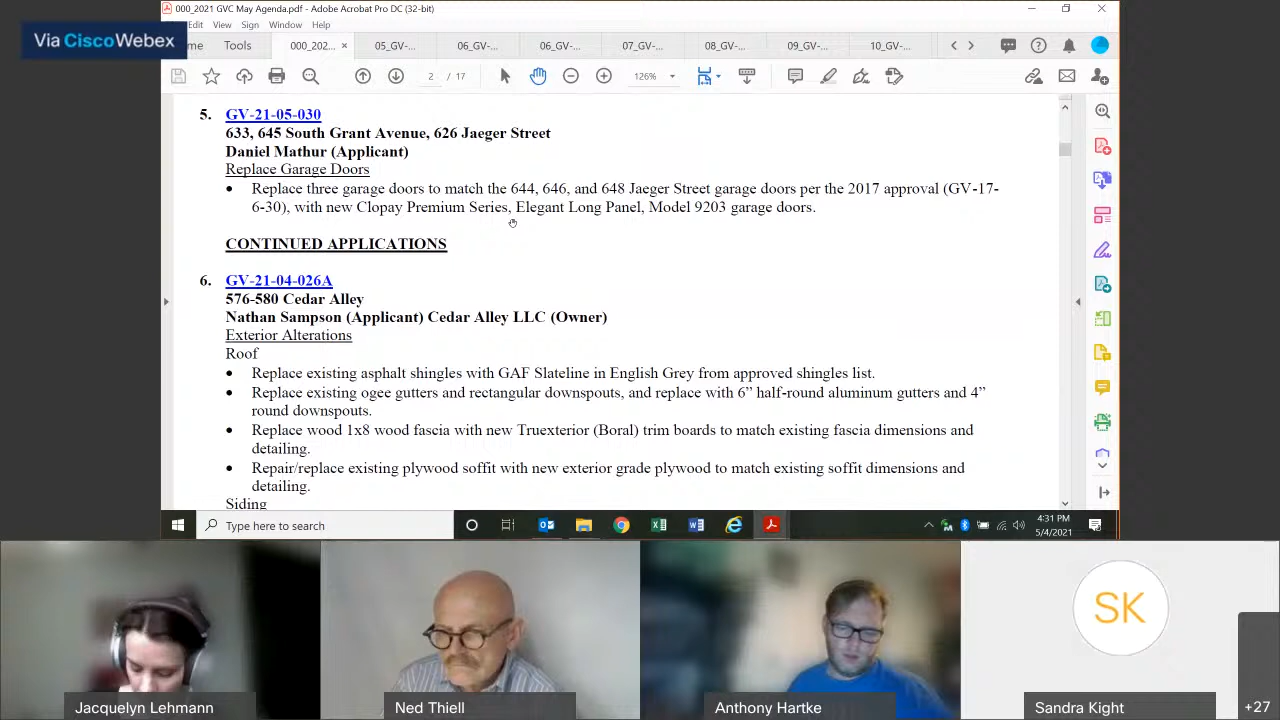 000_2021 GVC May Agenda.pdf - Adobe Acrobat Pro DC (32-bit)
Edit View Sign Window Help
Via Cisco Webex
me Tools 000_202... × 05_GV-... 06_GV-... 06_GV-... 07_GV-... 08_GV-... 09_GV-... 10_GV-...
2 / 17 126%
5. GV-21-05-030
633, 645 South Grant Avenue, 626 Jaeger Street
Daniel Mathur (Applicant)
Replace Garage Doors
• Replace three garage doors to match the 644, 646, and 648 Jaeger Street garage doors per the 2017 approval (GV-17-
6-30), with new Clopay Premium Series, Elegant Long Panel, Model 9203 garage doors.
CONTINUED APPLICATIONS
6. GV-21-04-026A
576-580 Cedar Alley
Nathan Sampson (Applicant) Cedar Alley LLC (Owner)
Exterior Alterations
Roof
• Replace existing asphalt shingles with GAF Slateline in English Grey from approved shingles list.
• Replace existing ogee gutters and rectangular downspouts, and replace with 6” half-round aluminum gutters and 4”
round downspouts.
• Replace wood 1x8 wood fascia with new Truexterior (Boral) trim boards to match existing fascia dimensions and
detailing.
• Repair/replace existing plywood soffit with new exterior grade plywood to match existing soffit dimensions and
detailing.
Siding
Type here to search
4:31 PM
5/4/2021
SK
Jacquelyn Lehmann
Ned Thiell
Anthony Hartke
Sandra Kight
+27